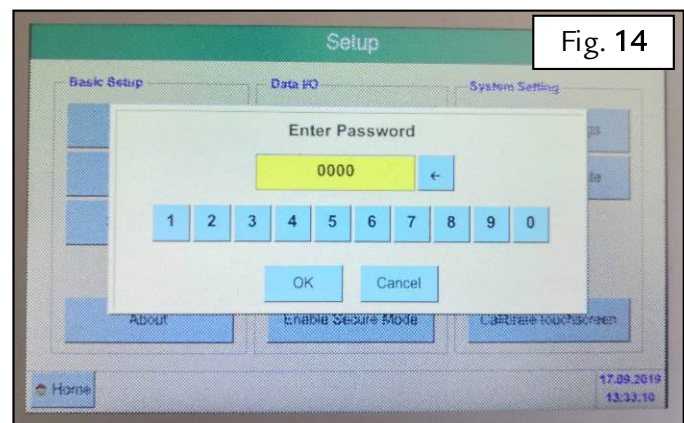 Setup
Fig. 14
Basic Setup
Data I/O
System Setting
Enter Password
0000
←
1 2 3 4 5 6 7 8 9 0
OK
Cancel
About
Enable Secure Mode
Calibrate touchscreen
Home
17.09.2019
13:33:10